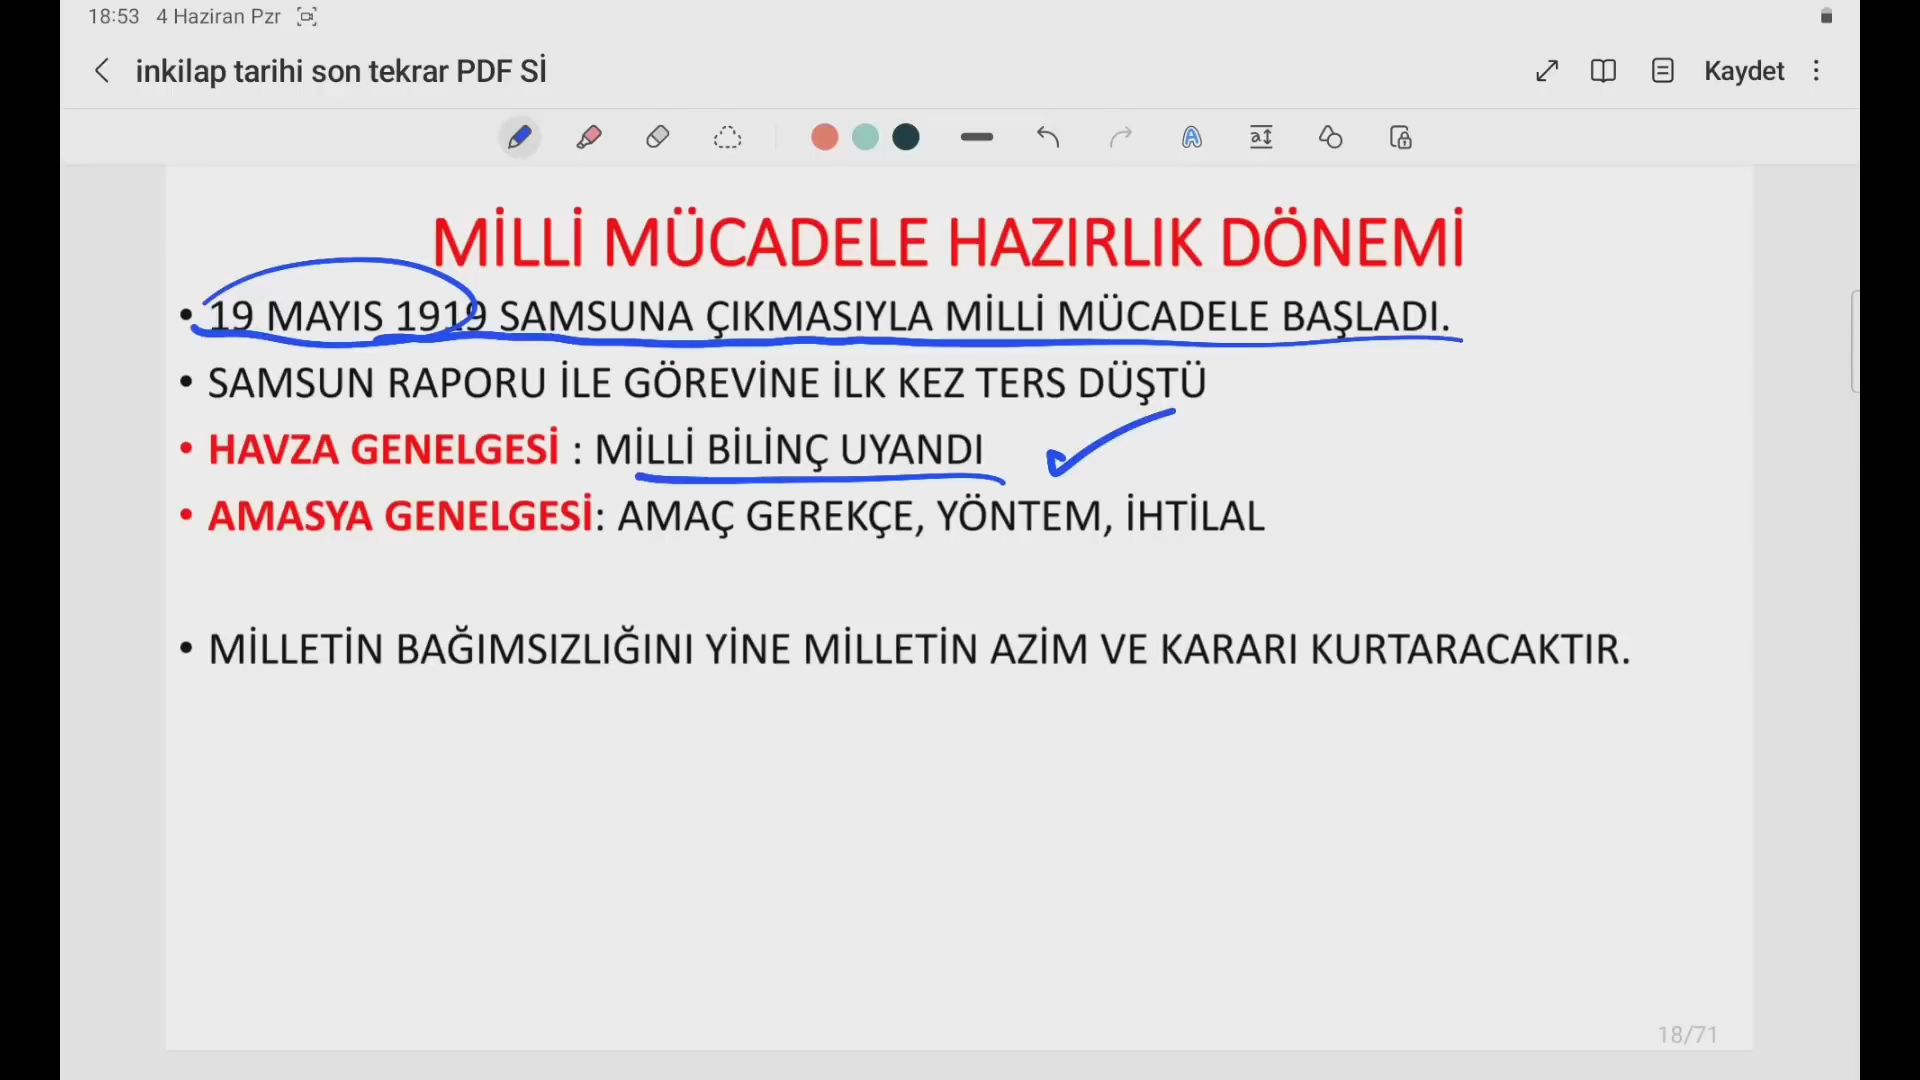 18:53 4 Haziran Pzr
inkilap tarihi son tekrar PDF Sİ
Kaydet
MİLLİ MÜCADELE HAZIRLIK DÖNEMİ
• 19 MAYIS 1919 SAMSUNA ÇIKMASIYLA MİLLİ MÜCADELE BAŞLADI.
• SAMSUN RAPORU İLE GÖREVİNE İLK KEZ TERS DÜŞTÜ
• HAVZA GENELGESİ : MİLLİ BİLİNÇ UYANDI
• AMASYA GENELGESİ: AMAÇ GEREKÇE, YÖNTEM, İHTİLAL
• MİLLETİN BAĞIMSIZLIĞINI YİNE MİLLETİN AZİM VE KARARI KURTARACAKTIR.
18/71